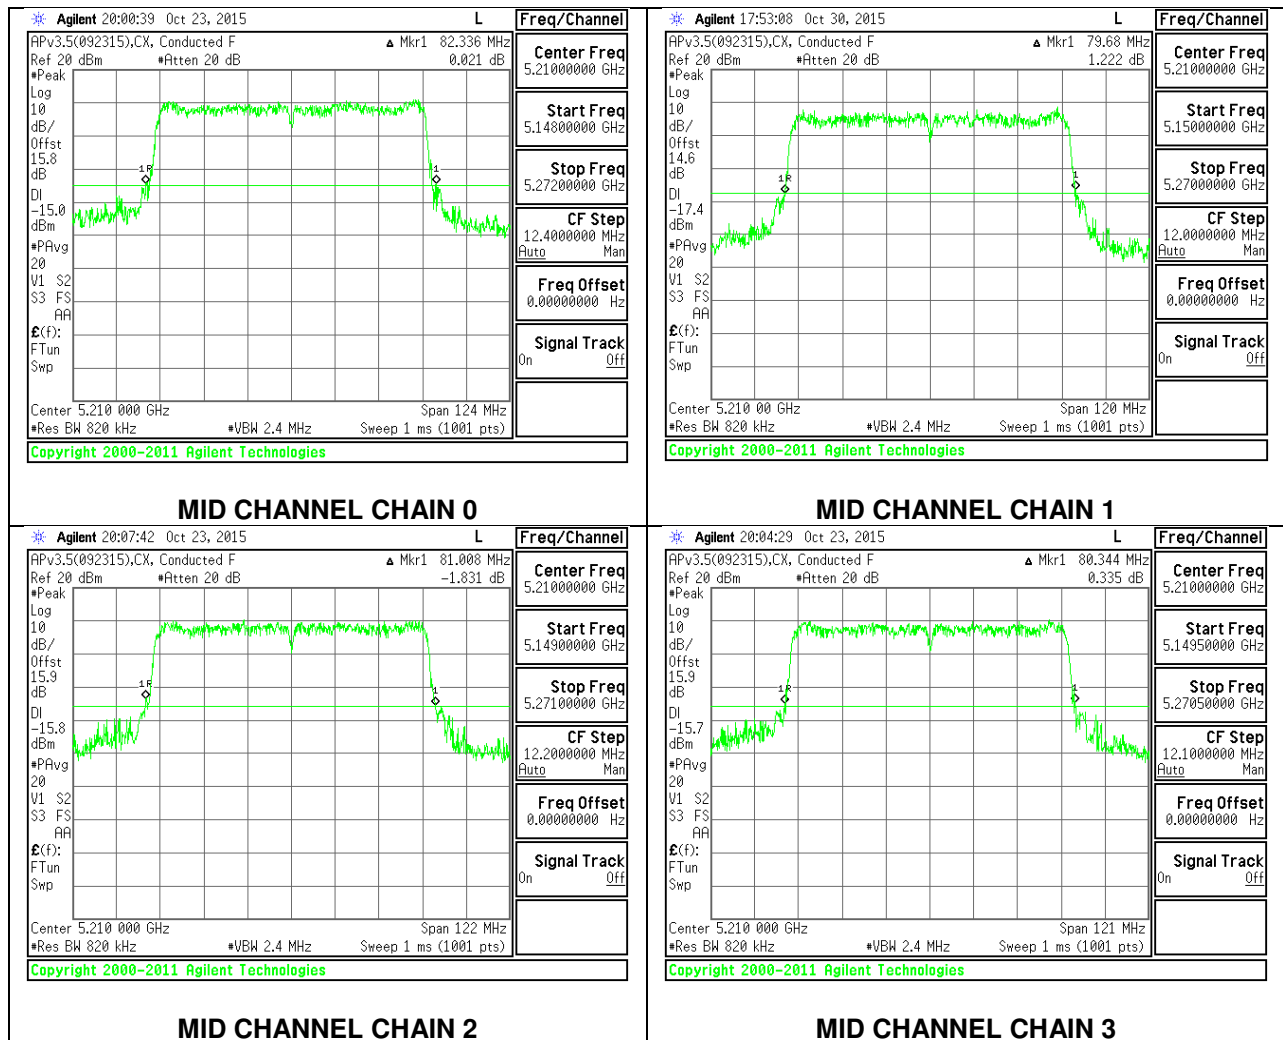 Agilent 20:00:39 Oct 23, 2015 L
APv3.5(092315),CX, Conducted F
Δ Mkr1 82.336 MHz
Ref 20 dBm #Atten 20 dB 0.021 dB
#Peak
Log
10
dB/
Offst
15.8
dB
DI
-15.0
dBm
#PAvg
20
V1 S2
S3 FS
AA
£(f):
FTun
Swp
1R
1
Center 5.210 000 GHz Span 124 MHz
#Res BW 820 kHz #VBW 2.4 MHz Sweep 1 ms (1001 pts)
Copyright 2000-2011 Agilent Technologies
Freq/Channel
Center Freq
5.21000000 GHz
Start Freq
5.14800000 GHz
Stop Freq
5.27200000 GHz
CF Step
12.4000000 MHz
Auto Man
Freq Offset
0.00000000 Hz
Signal Track
On Off
MID CHANNEL CHAIN 0
Agilent 17:53:08 Oct 30, 2015 L
APv3.5(092315),CX, Conducted F
Δ Mkr1 79.68 MHz
Ref 20 dBm #Atten 20 dB 1.222 dB
#Peak
Log
10
dB/
Offst
14.6
dB
DI
-17.4
dBm
#PAvg
20
V1 S2
S3 FS
AA
£(f):
FTun
Swp
1R
1
Center 5.210 00 GHz Span 120 MHz
#Res BW 820 kHz #VBW 2.4 MHz Sweep 1 ms (1001 pts)
Copyright 2000-2011 Agilent Technologies
Freq/Channel
Center Freq
5.21000000 GHz
Start Freq
5.15000000 GHz
Stop Freq
5.27000000 GHz
CF Step
12.0000000 MHz
Auto Man
Freq Offset
0.00000000 Hz
Signal Track
On Off
MID CHANNEL CHAIN 1
Agilent 20:07:42 Oct 23, 2015 L
APv3.5(092315),CX, Conducted F
Δ Mkr1 81.008 MHz
Ref 20 dBm #Atten 20 dB -1.831 dB
#Peak
Log
10
dB/
Offst
15.9
dB
DI
-15.8
dBm
#PAvg
20
V1 S2
S3 FS
AA
£(f):
FTun
Swp
1R
1
Center 5.210 000 GHz Span 122 MHz
#Res BW 820 kHz #VBW 2.4 MHz Sweep 1 ms (1001 pts)
Copyright 2000-2011 Agilent Technologies
Freq/Channel
Center Freq
5.21000000 GHz
Start Freq
5.14900000 GHz
Stop Freq
5.27100000 GHz
CF Step
12.2000000 MHz
Auto Man
Freq Offset
0.00000000 Hz
Signal Track
On Off
MID CHANNEL CHAIN 2
Agilent 20:04:29 Oct 23, 2015 L
APv3.5(092315),CX, Conducted F
Δ Mkr1 80.344 MHz
Ref 20 dBm #Atten 20 dB 0.335 dB
#Peak
Log
10
dB/
Offst
15.9
dB
DI
-15.7
dBm
#PAvg
20
V1 S2
S3 FS
AA
£(f):
FTun
Swp
1R
1
Center 5.210 000 GHz Span 121 MHz
#Res BW 820 kHz #VBW 2.4 MHz Sweep 1 ms (1001 pts)
Copyright 2000-2011 Agilent Technologies
Freq/Channel
Center Freq
5.21000000 GHz
Start Freq
5.14950000 GHz
Stop Freq
5.27050000 GHz
CF Step
12.1000000 MHz
Auto Man
Freq Offset
0.00000000 Hz
Signal Track
On Off
MID CHANNEL CHAIN 3